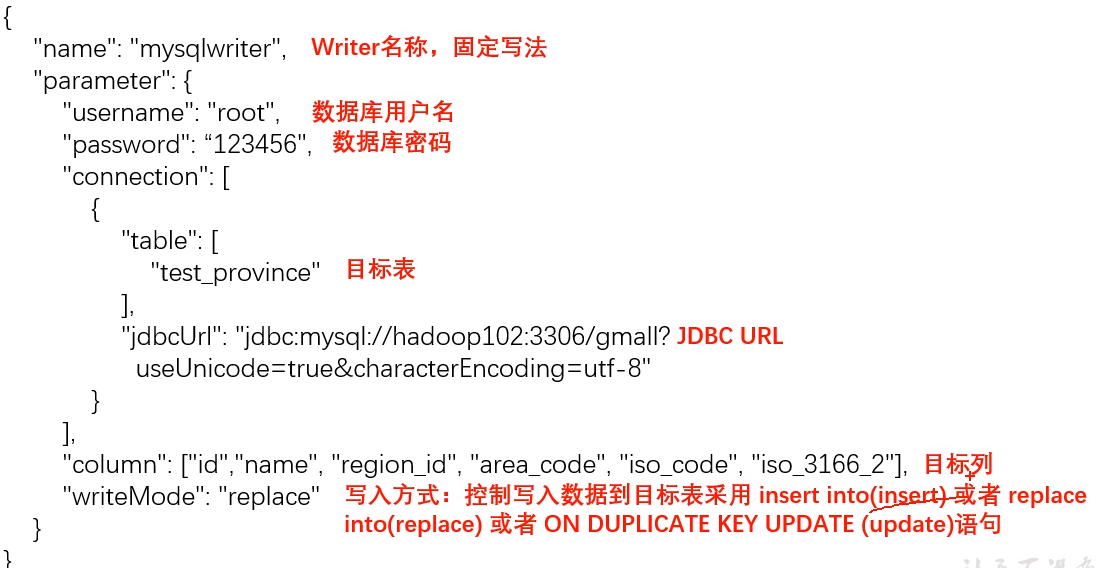 {
"name": "mysqlwriter", Writer名称，固定写法
"parameter": {
"username": "root", 数据库用户名
"password": “123456", 数据库密码
"connection": [
{
"table": [
"test_province" 目标表
],
"jdbcUrl": "jdbc:mysql://hadoop102:3306/gmall? JDBC URL
useUnicode=true&characterEncoding=utf-8"
}
],
"column": ["id","name", "region_id", "area_code", "iso_code", "iso_3166_2"], 目标列
"writeMode": "replace" 写入方式：控制写入数据到目标表采用 insert into(insert) 或者 replace
} into(replace) 或者 ON DUPLICATE KEY UPDATE (update)语句
}